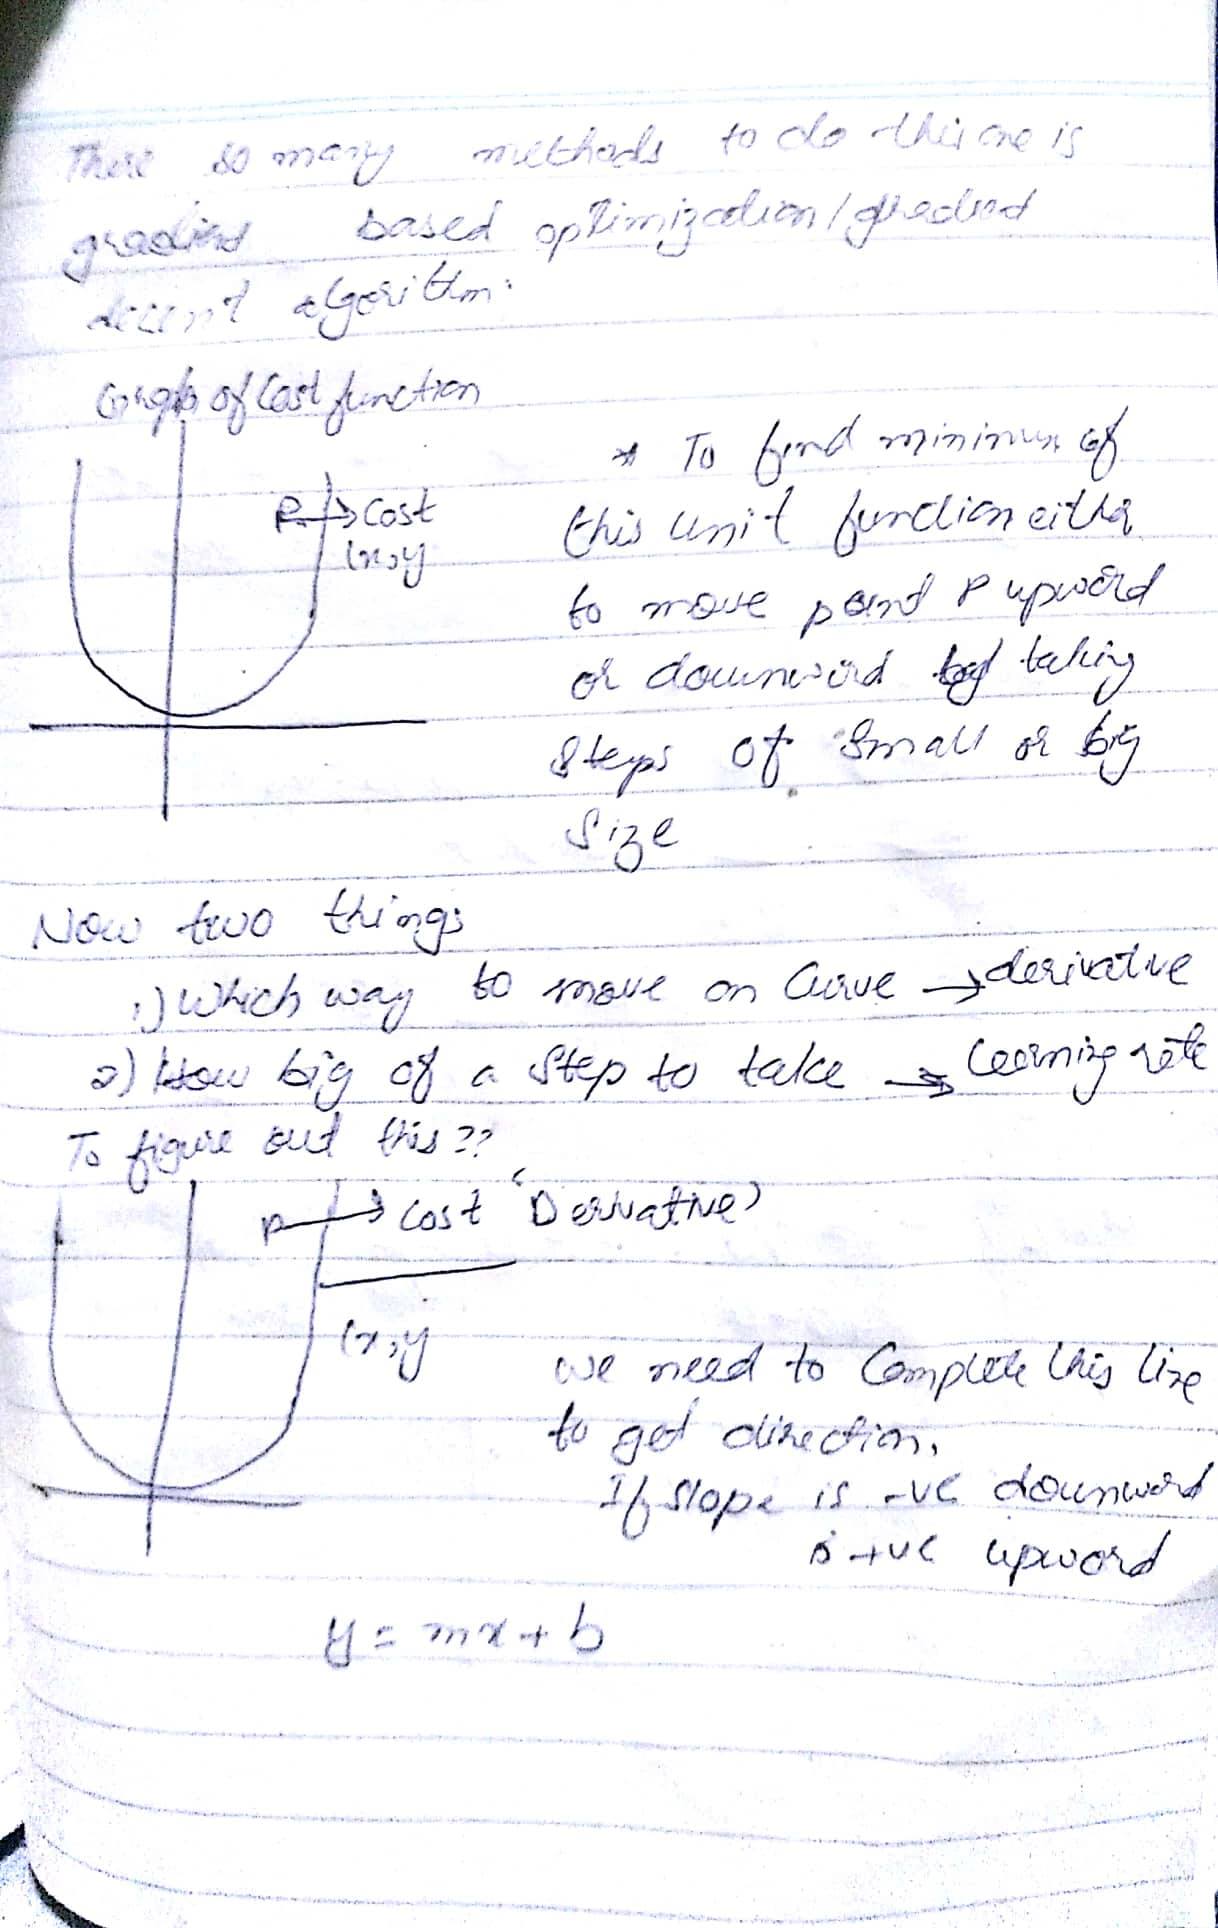 There so many methods to do this one is
gradient based optimization / gredient
decent algorithm.
Graph of Cost function
P → Cost
(x,y
* To find minimum of
this unit function either
to move point P upword
or downword by taking
steps of small or big
size
Now two things
1) Which way to move on Curve → derivative
2) How big of a step to take → Learning rate
To figure out this ??
P → Cost 'Derivative'
(x,y
we need to Complete this line
to get direction.
If slope is -ve downword
is +ve upword
y = mx + b